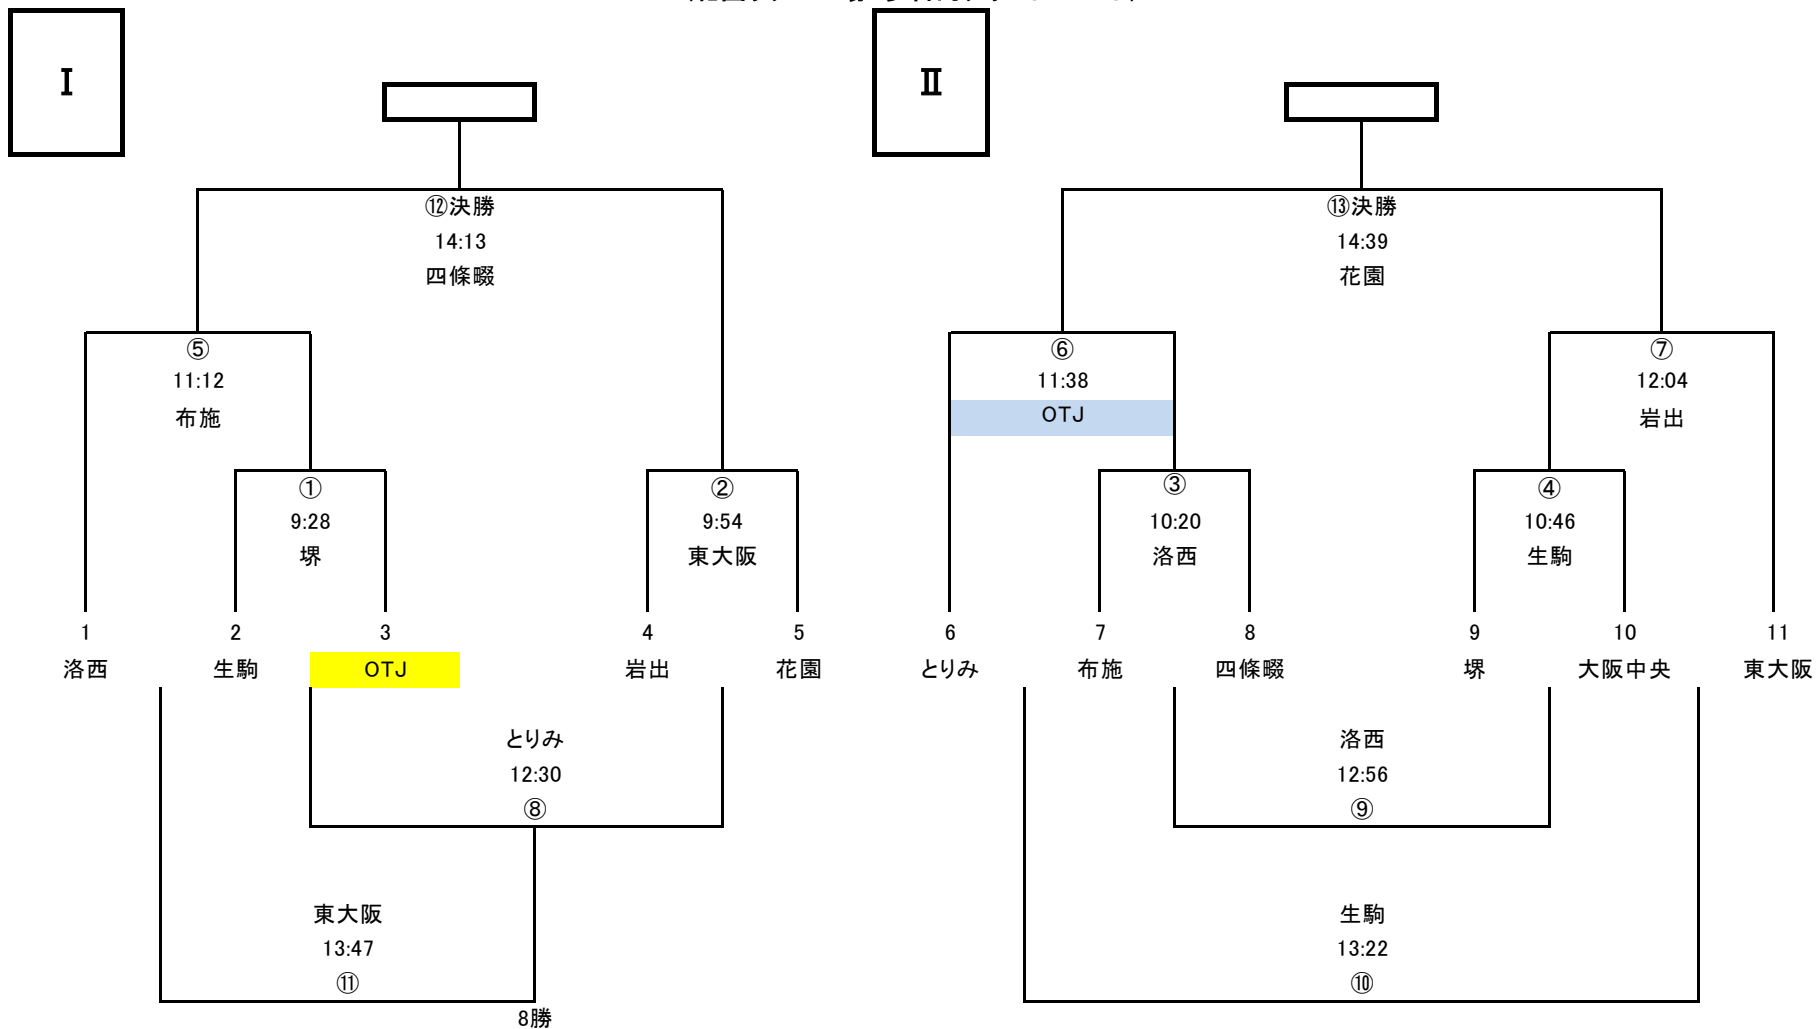 Ⅰ
Ⅱ
⑫決勝
14:13
四條畷
⑬決勝
14:39
花園
⑤
11:12
布施
⑥
11:38
OTJ
⑦
12:04
岩出
①
9:28
堺
②
9:54
東大阪
③
10:20
洛西
④
10:46
生駒
1 2 3 4 5 6 7 8 9 10 11
洛西 生駒 OTJ 岩出 花園 とりみ 布施 四條畷 堺 大阪中央 東大阪
とりみ
12:30
⑧
洛西
12:56
⑨
東大阪
13:47
⑪
生駒
13:22
⑩
8勝